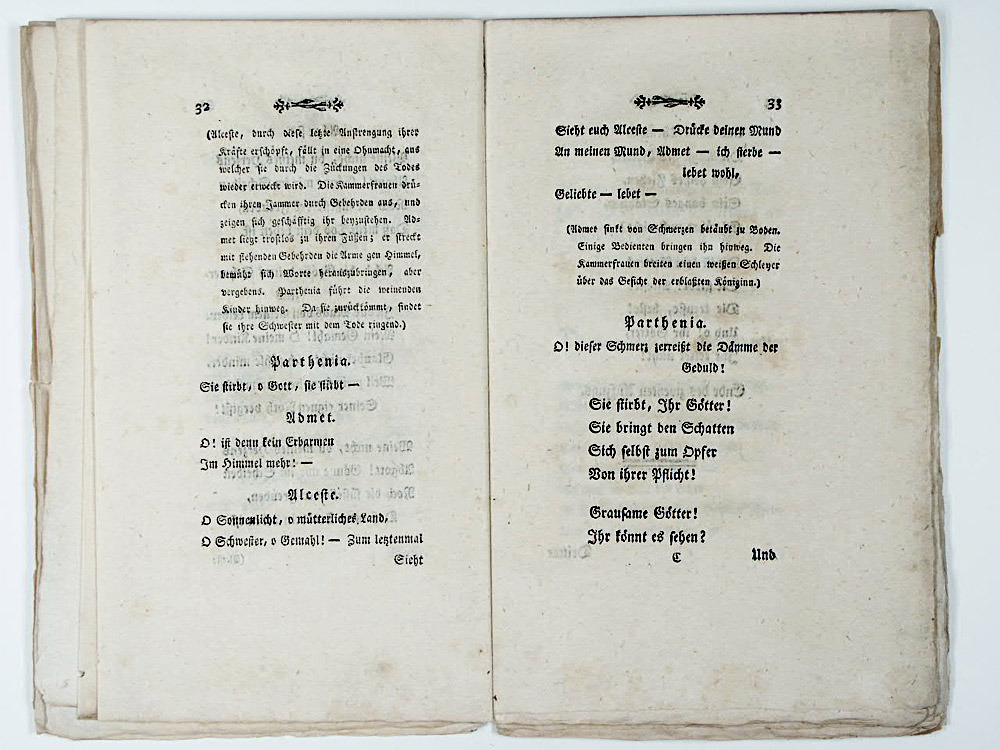 32
(Alceste, durch diese letzte Anstrengung ihrer
Kräfte erschöpft, fällt in eine Ohnmacht, aus
welcher sie durch die Zückungen des Todes
wieder erweckt wird. Die Kammerfrauen drü-
cken ihren Jammer durch Gebehrden aus, und
zeigen sich geschäfftig ihr beyzustehen. Ad-
met liegt trostlos zu ihren Füßen; er streckt
mit flehenden Gebehrden die Arme gen Himmel,
bemüht sich Worte herauszubringen, aber
vergebens. Parthenia führt die weinenden
Kinder hinweg. Da sie zurückkömmt, findet
sie ihre Schwester mit dem Tode ringend.)
Parthenia.
Sie stirbt, o Gott, sie stirbt —
Admet.
O! ist denn kein Erbarmen
Im Himmel mehr! —
Alceste.
O Sonnenlicht, o mütterliches Land,
O Schwester, o Gemahl! — Zum letztenmal
Sieht
33
Sieht euch Alceste — Drücke deinen Mund
An meinen Mund, Admet — ich sterbe —
lebet wohl,
Geliebte — lebet —
(Admet sinkt von Schmerzen betäubt zu Boden.
Einige Bedienten bringen ihn hinweg. Die
Kammerfrauen breiten einen weißen Schleyer
über das Gesicht der erblaßten Königinn.)
Parthenia.
O! dieser Schmerz zerreißt die Dämme der
Geduld!
Sie stirbt, Ihr Götter!
Sie bringt den Schatten
Sich selbst zum Opfer
Von ihrer Pflicht!
Grausame Götter!
Ihr könnt es sehen?
C Und